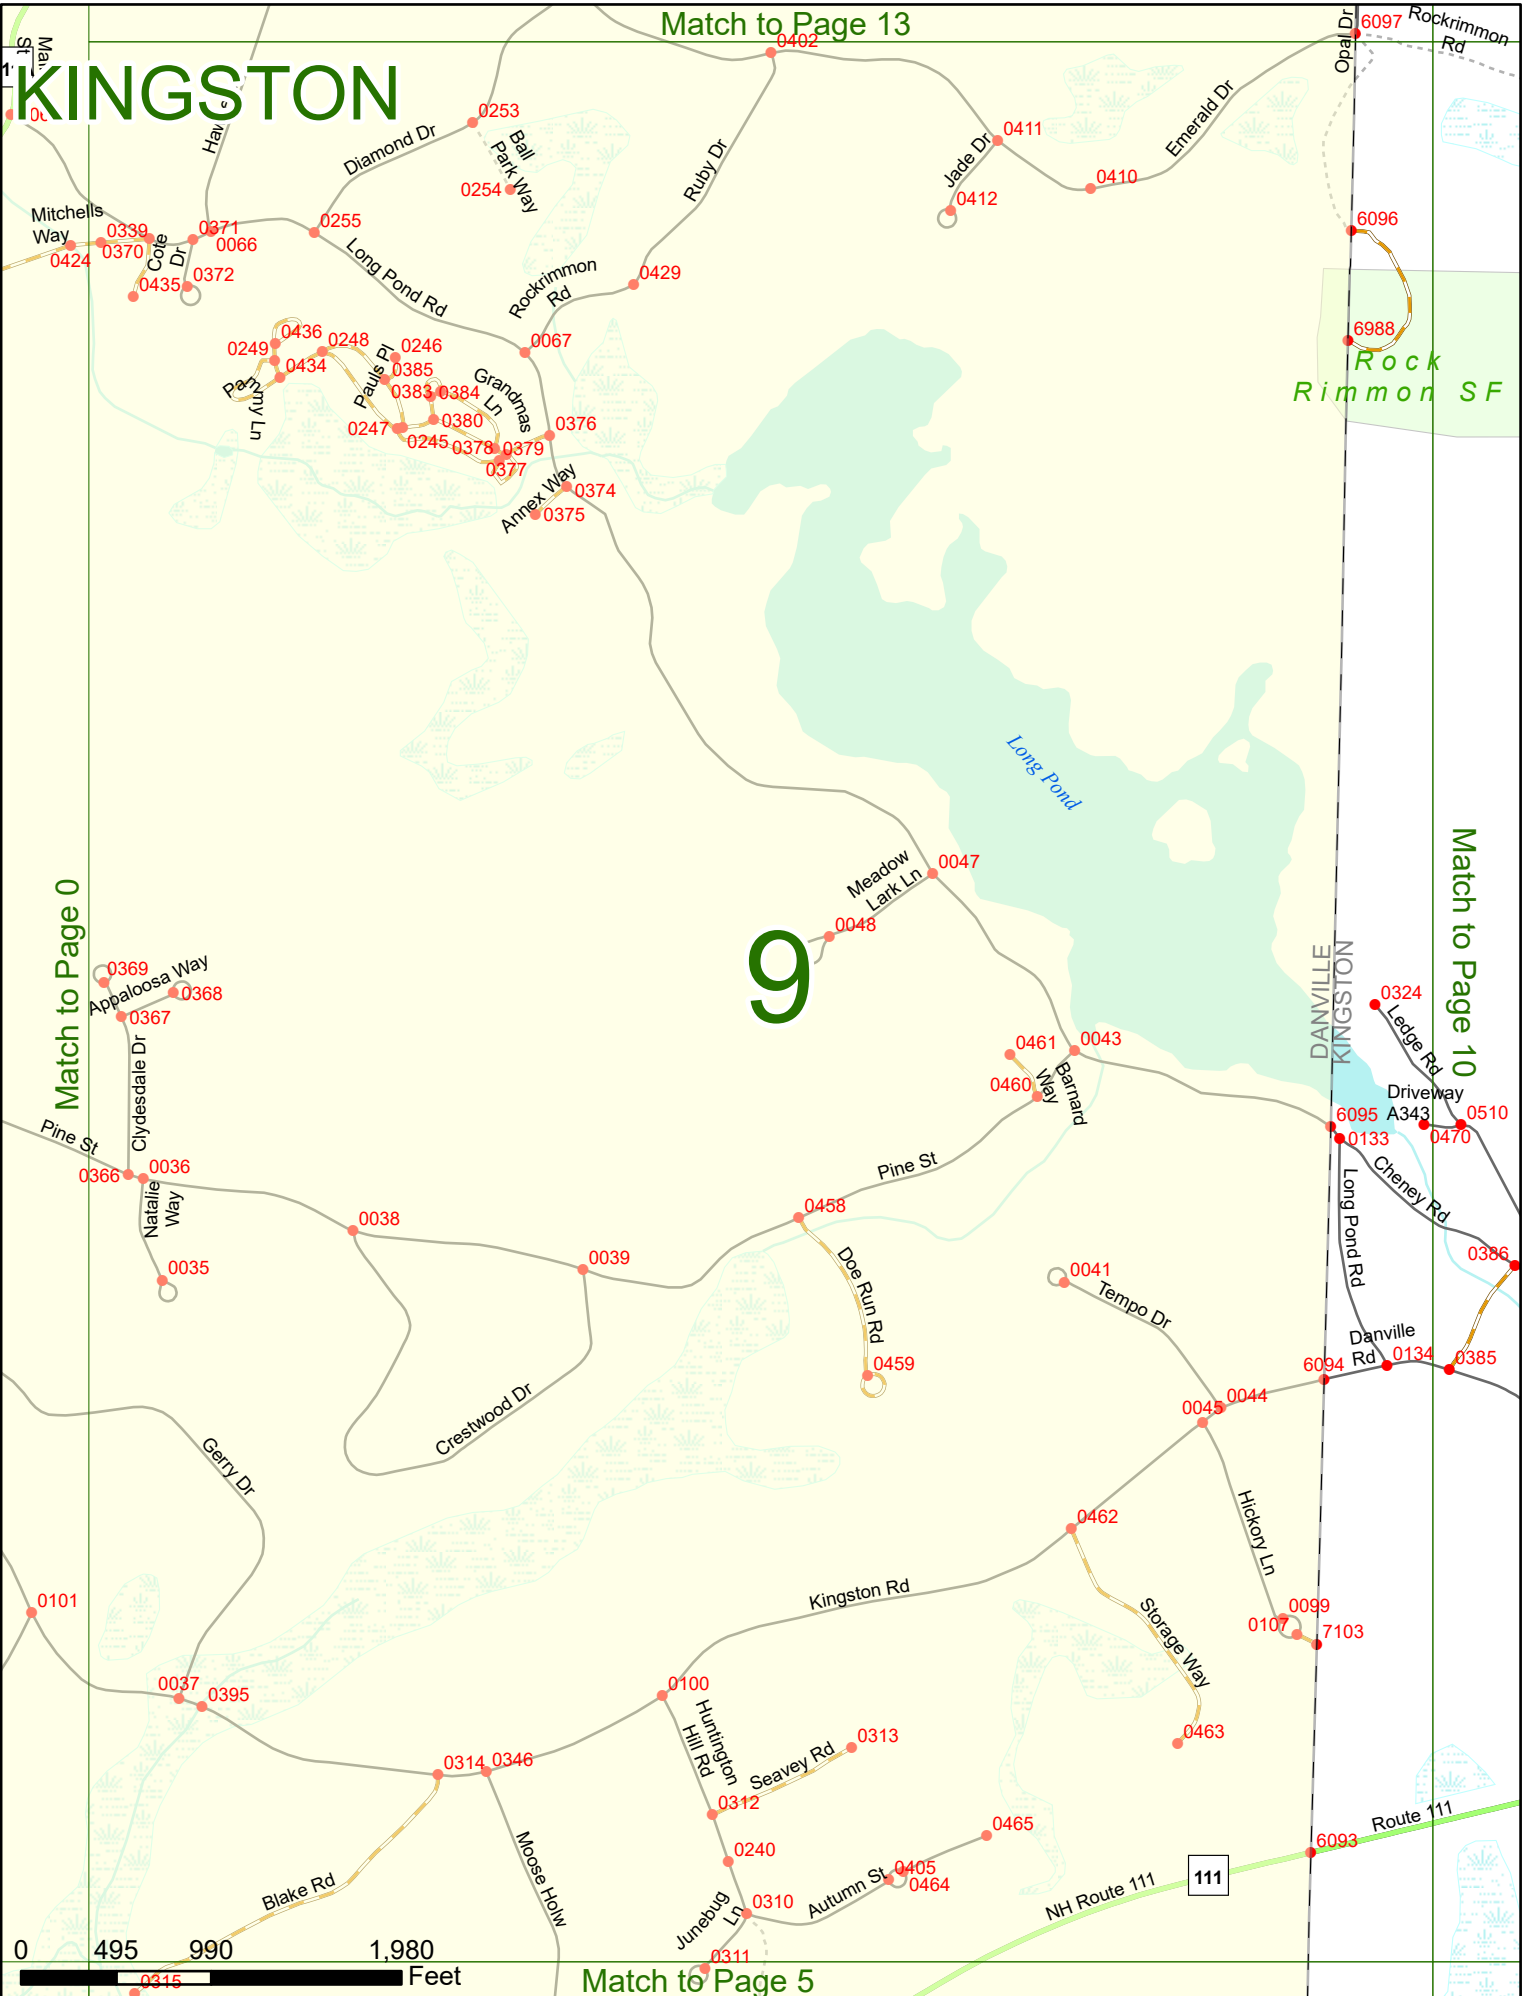 Match to Page 13
KINGSTON
Opal Dr
6097
Rockrimmon
Rd
0402
0253
Ball
Park Way
0254
Diamond Dr
Ruby Dr
0411
Jade Dr
0412
0410
Emerald Dr
6096
Mitchells
Way
0424
0339
0370
Cote
Dr
0371
0066
0372
0435
0255
Long Pond Rd
Rockrimmon
Rd
0429
0067
6988
Rock
Rimmon SF
0436
0249
0248
0434
Pammy Ln
Pauls Pl
0246
0385
0383
0384
Grandmas
Ln
0247
0245
0380
0378
0379
0377
0376
Annex Way
0374
0375
Long Pond
Match to Page 0
Match to Page 10
0047
Meadow
Lark Ln
0048
9
DANVILLE
KINGSTON
0369
Appaloosa Way
0368
0367
Clydesdale Dr
0324
Ledge Rd
Driveway
A343
0510
0470
0461
0460
0043
Barnard
Way
6095
0133
Cheney Rd
Long Pond Rd
0386
Pine St
0366
0036
Natalie
Way
0035
0038
0039
Pine St
0458
Doe Run Rd
0459
0041
Tempo Dr
Danville
Rd
0134
0385
6094
0044
0045
Crestwood Dr
Gerry Dr
Hickory Ln
0462
0101
Kingston Rd
Storage Way
0099
0107
7103
0037
0395
0100
Huntington
Hill Rd
0313
Seavey Rd
0463
0314
0346
0312
0240
0465
0405
0464
Autumn St
0310
Junebug
Ln
0311
Moose Holw
Blake Rd
0315
6093
Route 111
NH Route 111
111
0 495 990 1,980
Feet
Match to Page 5